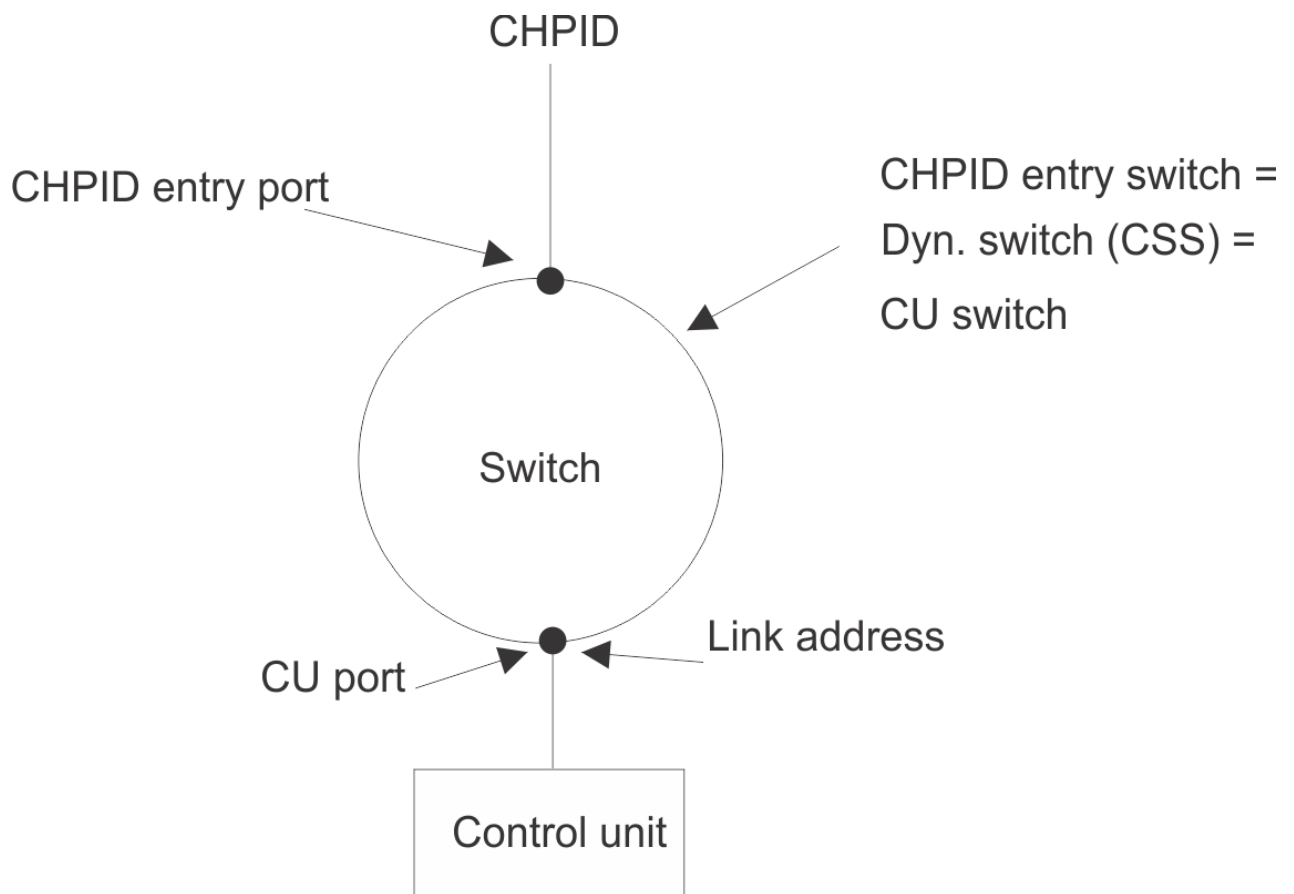 CHPID
CHPID entry port
CHPID entry switch =
Dyn. switch (CSS) =
CU switch
Switch
Link address
CU port
Control unit